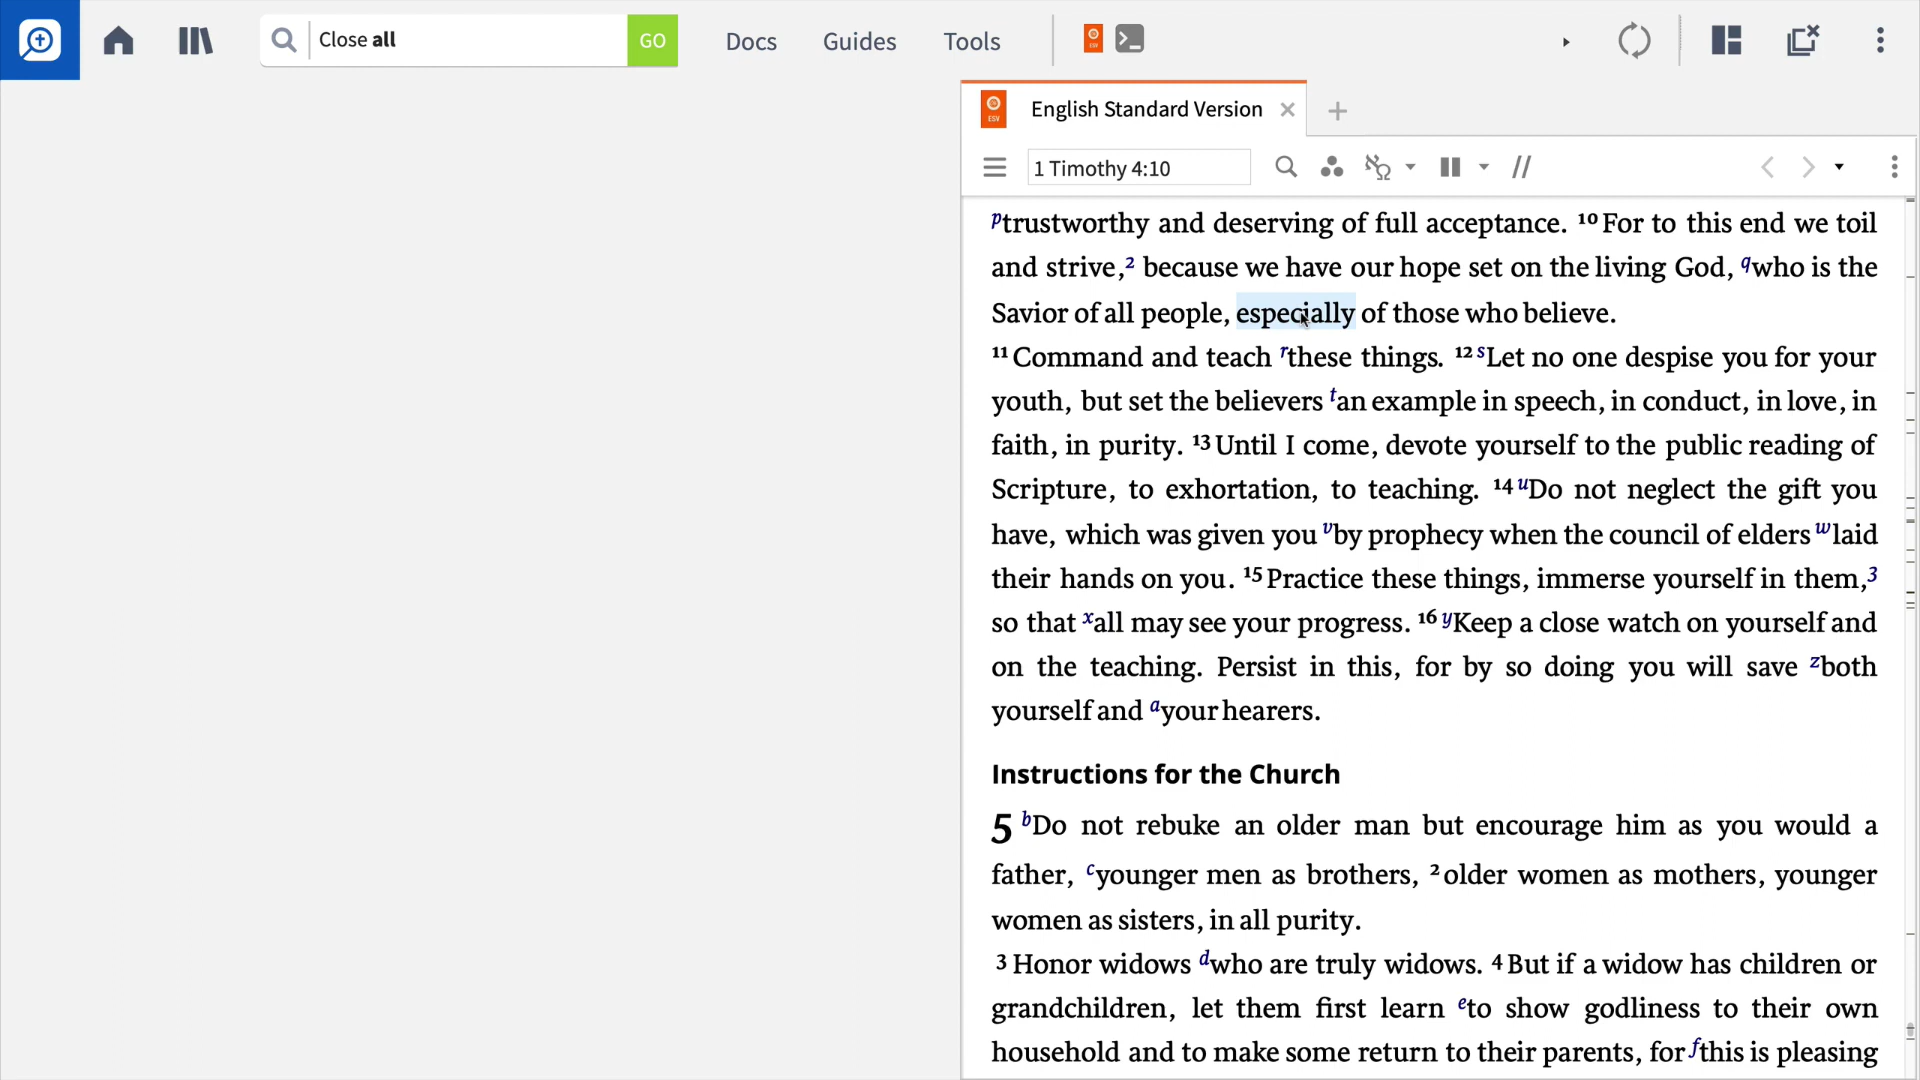 Close all
GO
Docs
Guides
Tools
ESV
English Standard Version
1 Timothy 4:10
ptrustworthy and deserving of full acceptance. 10 For to this end we toil
and strive,2 because we have our hope set on the living God, qwho is the
Savior of all people, especially of those who believe.
11 Command and teach rthese things. 12 sLet no one despise you for your
youth, but set the believers tan example in speech, in conduct, in love, in
faith, in purity. 13 Until I come, devote yourself to the public reading of
Scripture, to exhortation, to teaching. 14 uDo not neglect the gift you
have, which was given you vby prophecy when the council of elders wlaid
their hands on you. 15 Practice these things, immerse yourself in them,3
so that xall may see your progress. 16 yKeep a close watch on yourself and
on the teaching. Persist in this, for by so doing you will save zboth
yourself and ayour hearers.
Instructions for the Church
5 bDo not rebuke an older man but encourage him as you would a
father, cyounger men as brothers, 2 older women as mothers, younger
women as sisters, in all purity.
3 Honor widows dwho are truly widows. 4 But if a widow has children or
grandchildren, let them first learn eto show godliness to their own
household and to make some return to their parents, for fthis is pleasing